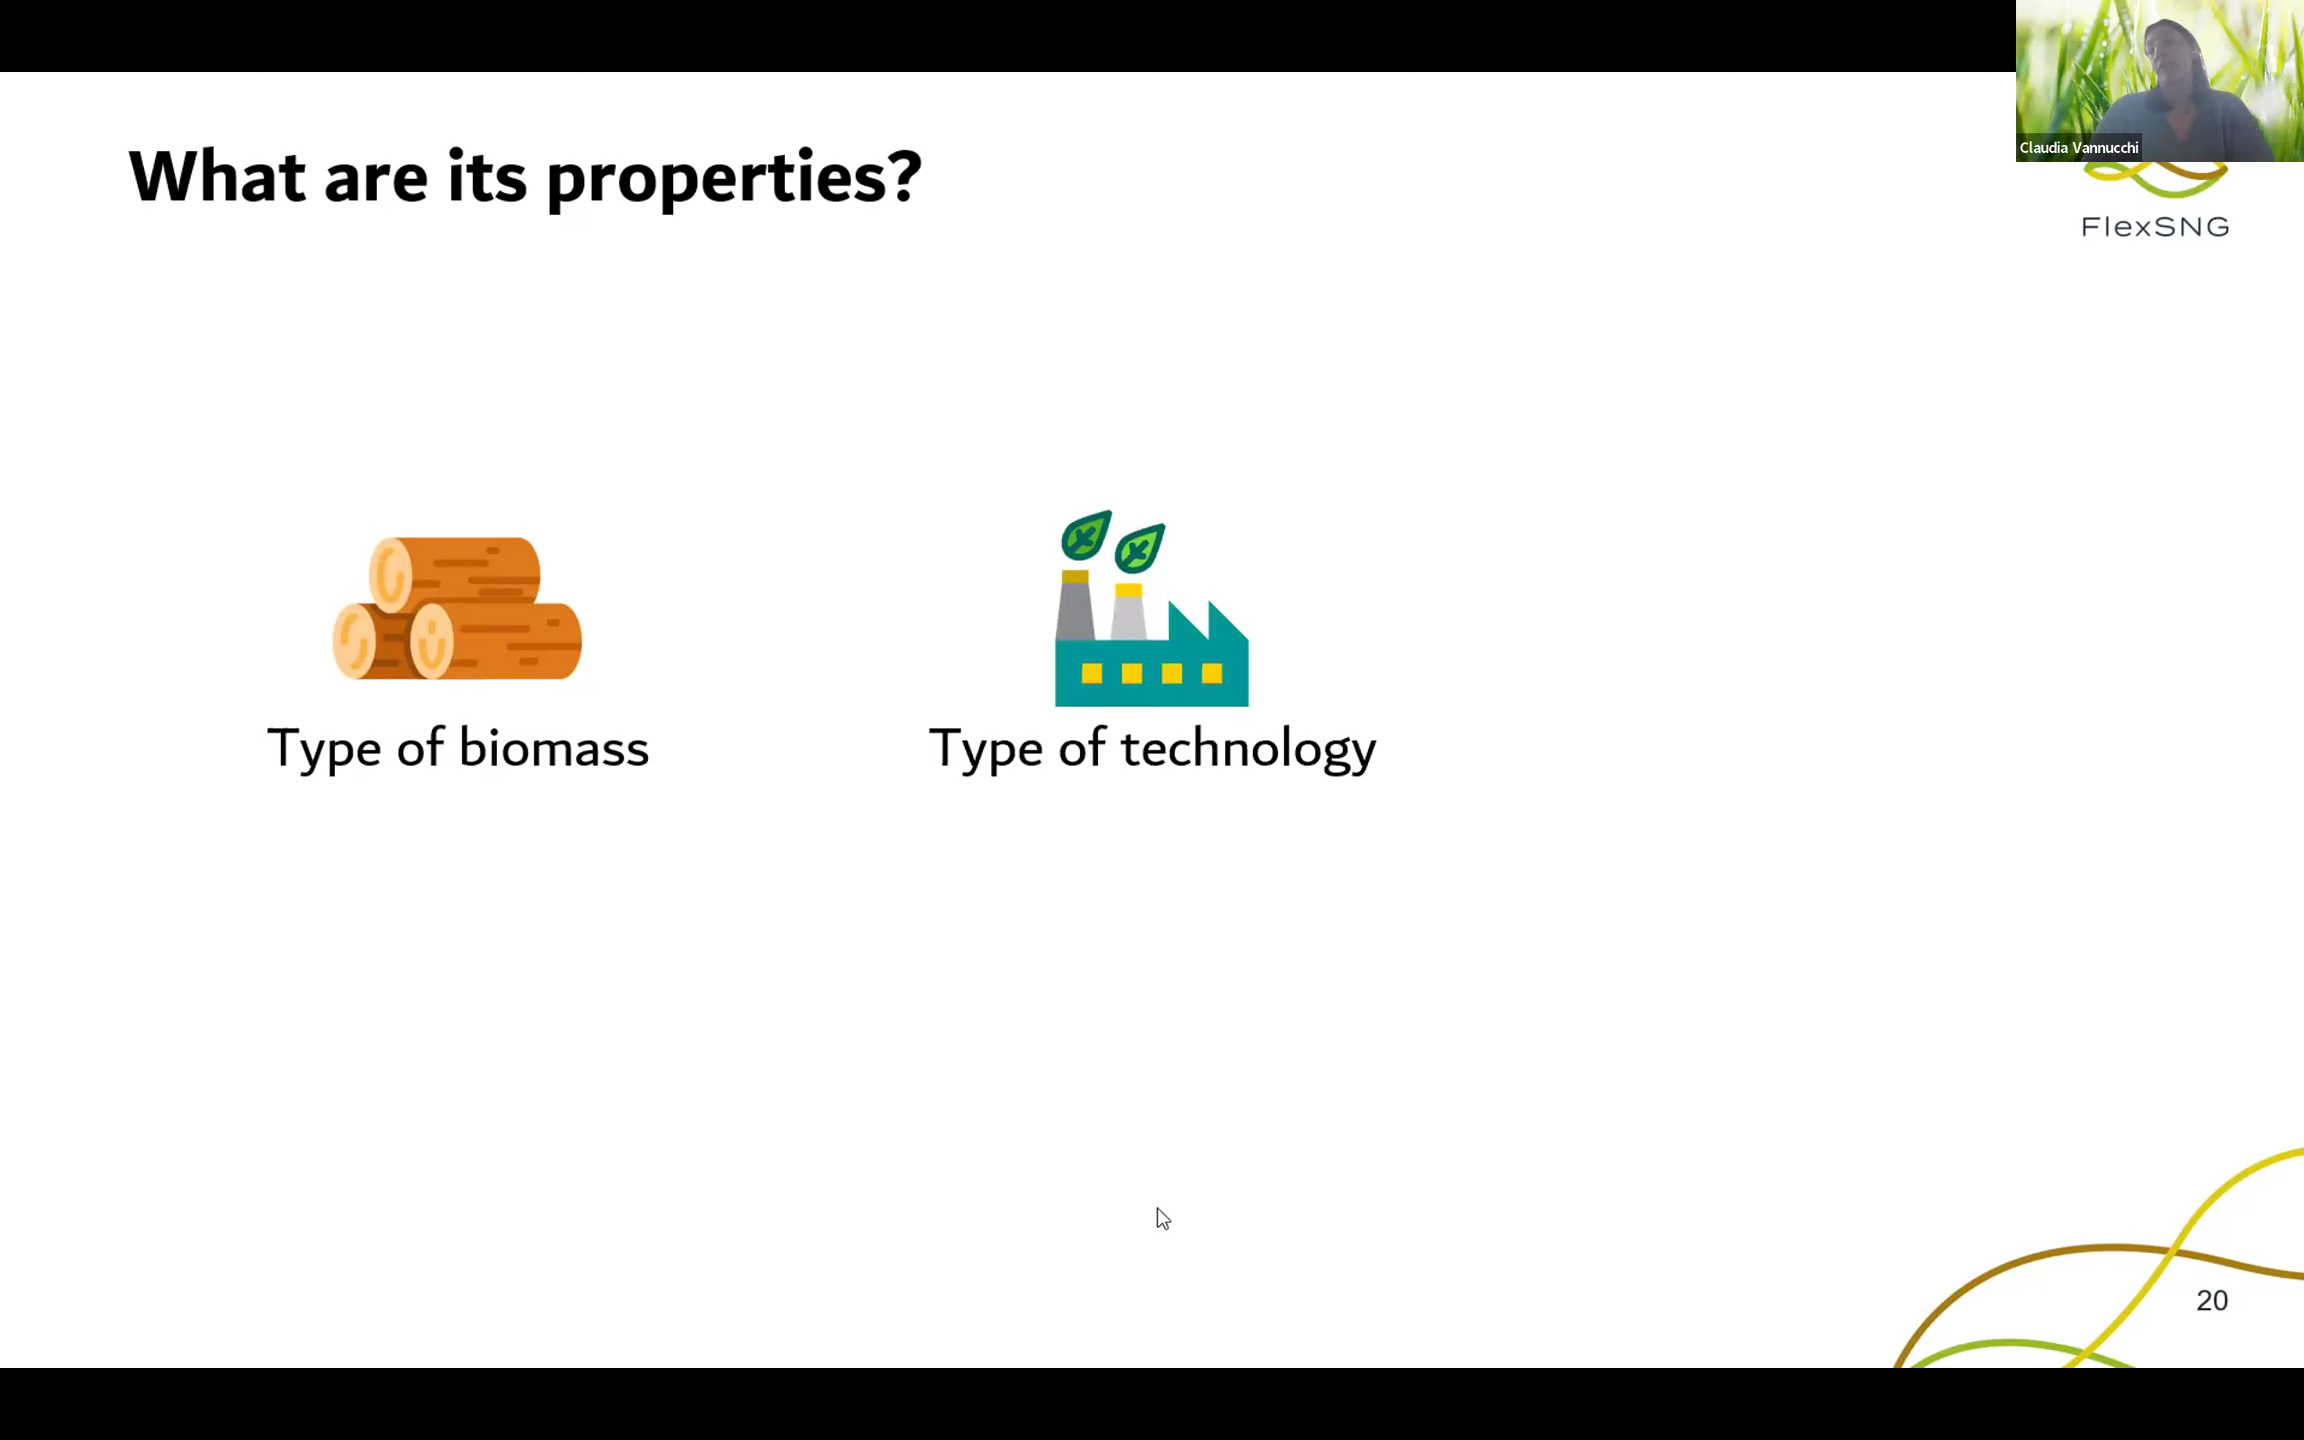 What are its properties?
Claudia Vannucchi
FlexSNG
Type of biomass
Type of technology
20